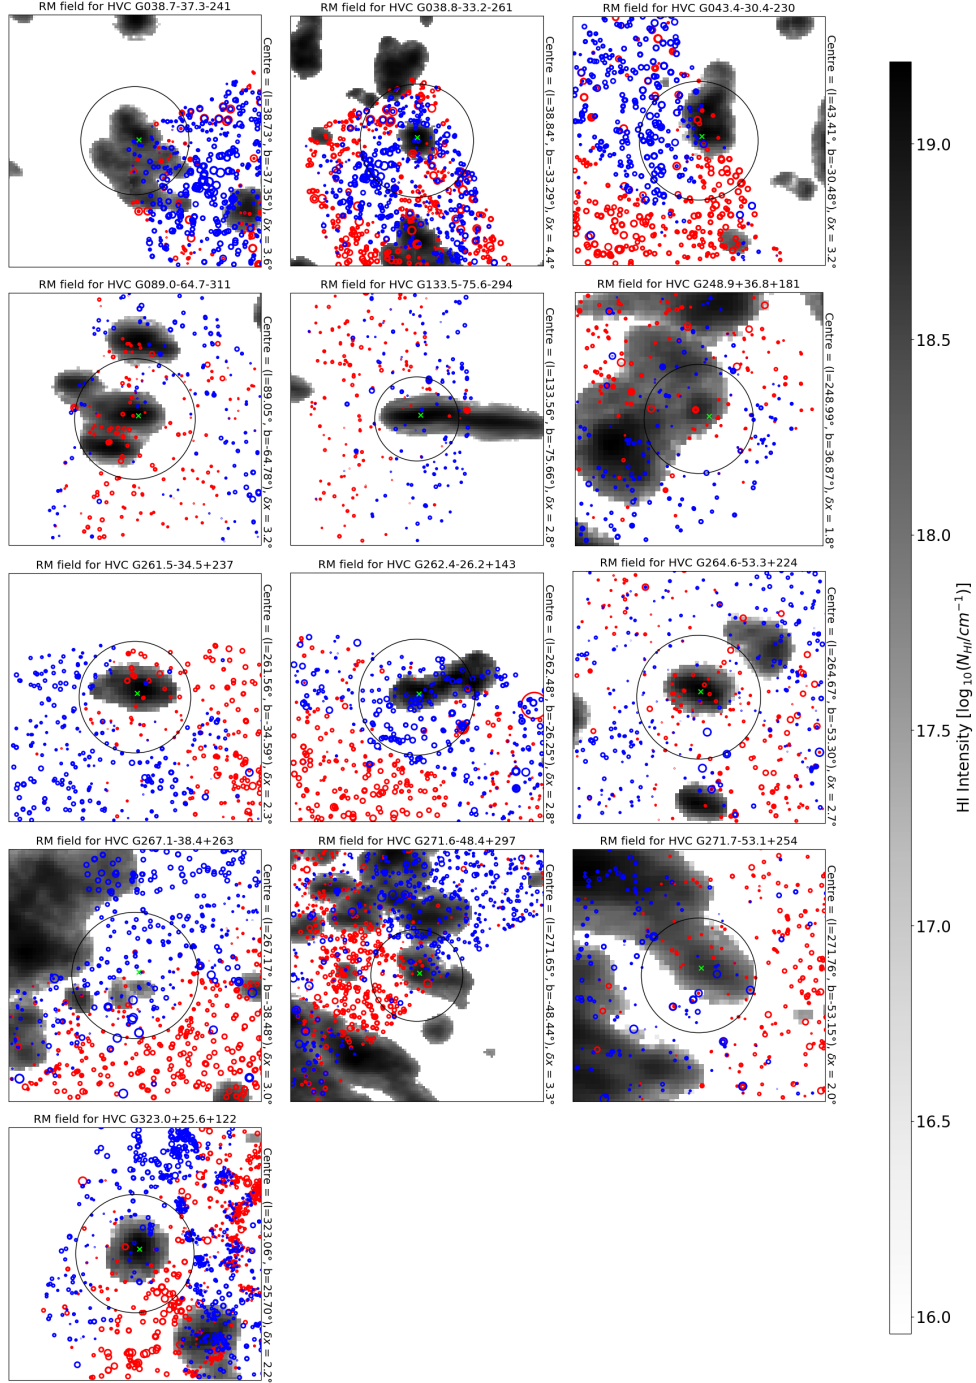 RM field for HVC G038.7-37.3-241
Centre = (l=38.73°, b=-37.35°), δx = 3.6°
RM field for HVC G038.8-33.2-261
Centre = (l=38.84°, b=-33.29°), δx = 4.4°
RM field for HVC G043.4-30.4-230
Centre = (l=43.41°, b=-30.48°), δx = 3.2°
RM field for HVC G089.0-64.7-311
Centre = (l=89.05°, b=-64.78°), δx = 3.2°
RM field for HVC G133.5-75.6-294
Centre = (l=133.56°, b=-75.66°), δx = 2.8°
RM field for HVC G248.9+36.8+181
Centre = (l=248.99°, b=36.87°), δx = 1.8°
RM field for HVC G261.5-34.5+237
Centre = (l=261.56°, b=-34.59°), δx = 2.3°
RM field for HVC G262.4-26.2+143
Centre = (l=262.48°, b=-26.25°), δx = 2.8°
RM field for HVC G264.6-53.3+224
Centre = (l=264.67°, b=-53.30°), δx = 2.7°
RM field for HVC G267.1-38.4+263
Centre = (l=267.17°, b=-38.48°), δx = 3.0°
RM field for HVC G271.6-48.4+297
Centre = (l=271.65°, b=-48.44°), δx = 3.3°
RM field for HVC G271.7-53.1+254
Centre = (l=271.76°, b=-53.15°), δx = 2.0°
RM field for HVC G323.0+25.6+122
Centre = (l=323.06°, b=25.70°), δx = 2.2°
19.0
18.5
18.0
17.5
17.0
16.5
16.0
HI Intensity [log₁₀(N_HI/cm⁻¹)]